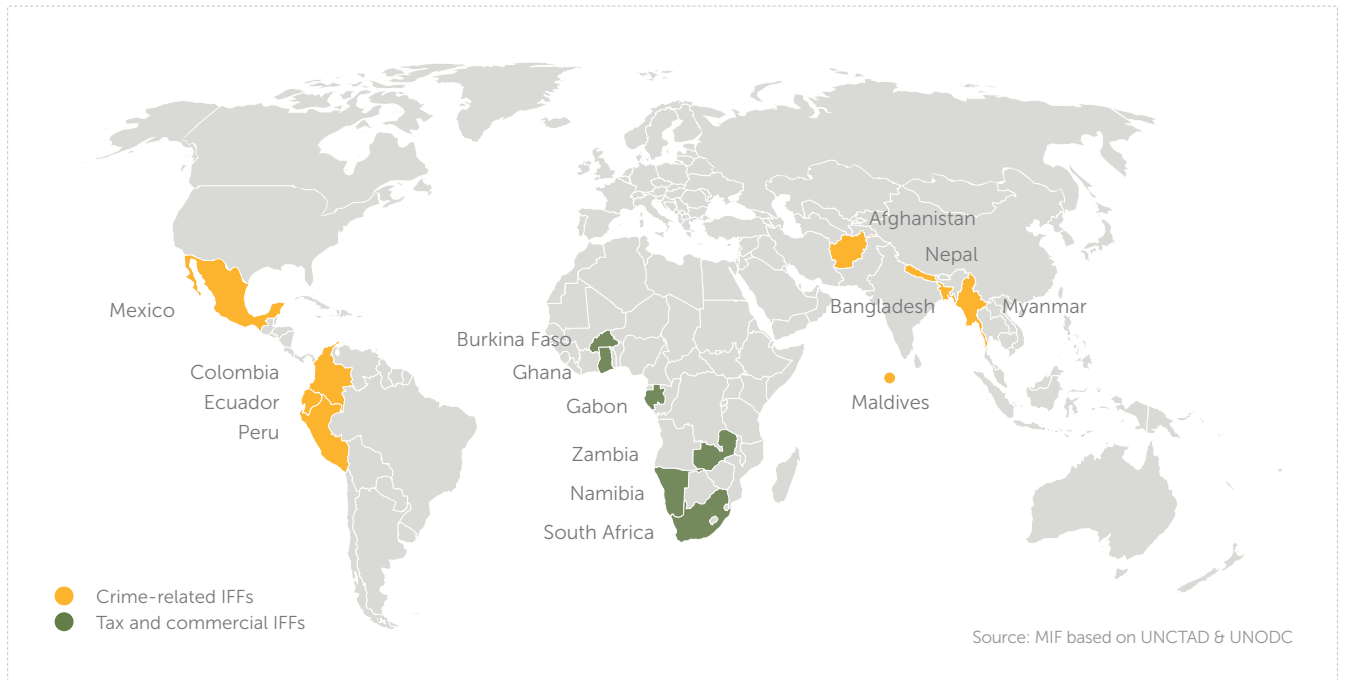 Afghanistan
Nepal
Mexico
Bangladesh
Myanmar
Burkina Faso
Colombia
Ghana
Ecuador
Maldives
Gabon
Peru
Zambia
Namibia
South Africa
Crime-related IFFs
Tax and commercial IFFs
Source: MIF based on UNCTAD & UNODC